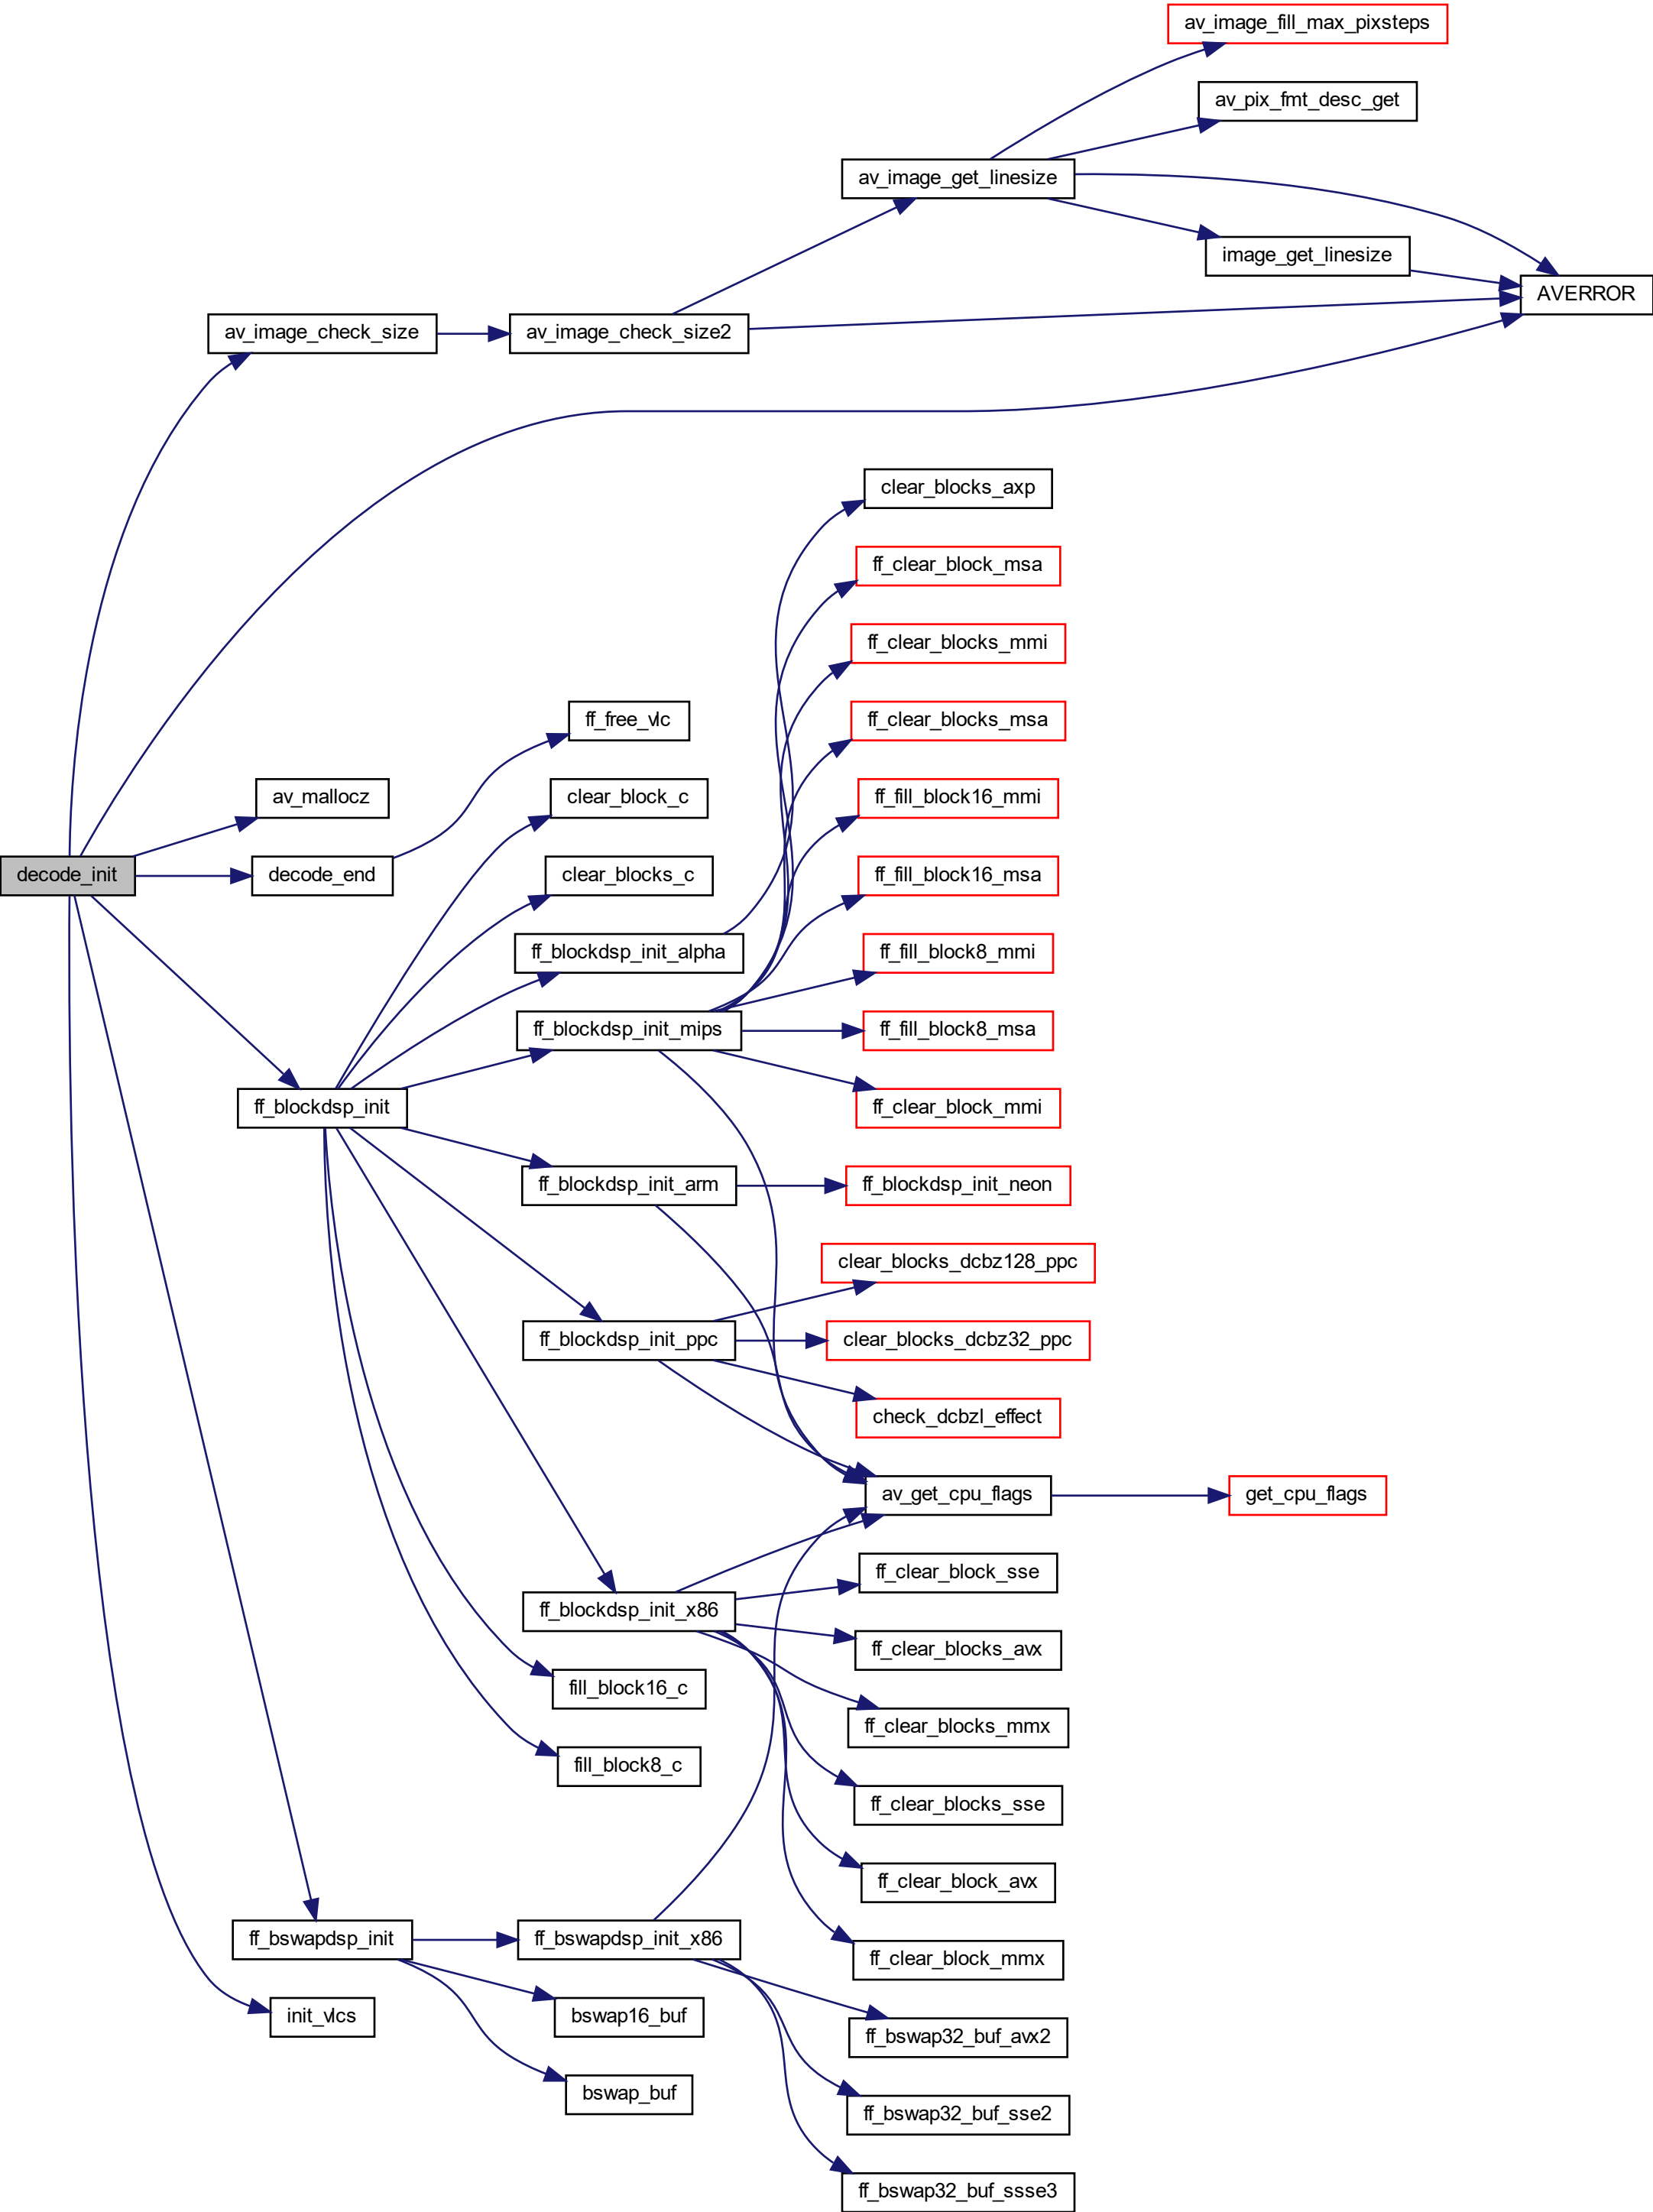 av_image_fill_max_pixsteps
av_pix_fmt_desc_get
av_image_get_linesize
image_get_linesize
AVERROR
av_image_check_size
av_image_check_size2
clear_blocks_axp
ff_clear_block_msa
ff_clear_blocks_mmi
ff_free_vlc
ff_clear_blocks_msa
av_mallocz
clear_block_c
ff_fill_block16_mmi
decode_init
decode_end
clear_blocks_c
ff_fill_block16_msa
ff_blockdsp_init_alpha
ff_fill_block8_mmi
ff_blockdsp_init_mips
ff_fill_block8_msa
ff_blockdsp_init
ff_clear_block_mmi
ff_blockdsp_init_arm
ff_blockdsp_init_neon
clear_blocks_dcbz128_ppc
ff_blockdsp_init_ppc
clear_blocks_dcbz32_ppc
check_dcbzl_effect
av_get_cpu_flags
get_cpu_flags
ff_clear_block_sse
ff_blockdsp_init_x86
ff_clear_blocks_avx
fill_block16_c
ff_clear_blocks_mmx
fill_block8_c
ff_clear_blocks_sse
ff_clear_block_avx
ff_bswapdsp_init
ff_bswapdsp_init_x86
ff_clear_block_mmx
init_vlcs
bswap16_buf
ff_bswap32_buf_avx2
bswap_buf
ff_bswap32_buf_sse2
ff_bswap32_buf_ssse3